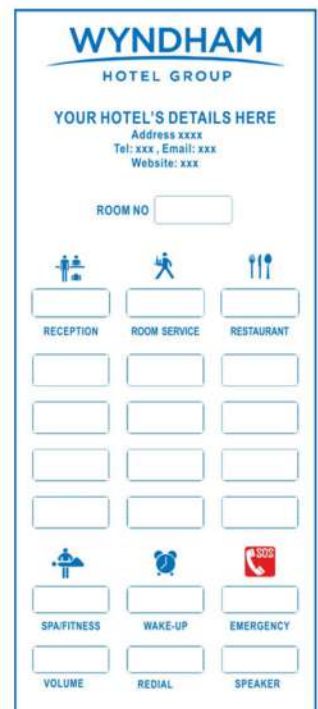 WYNDHAM
HOTEL GROUP
YOUR HOTEL'S DETAILS HERE
Address xxxx
Tel: xxx , Email: xxx
Website: xxx
ROOM NO
RECEPTION ROOM SERVICE RESTAURANT
SOS
SPA/FITNESS WAKE-UP EMERGENCY
VOLUME REDIAL SPEAKER